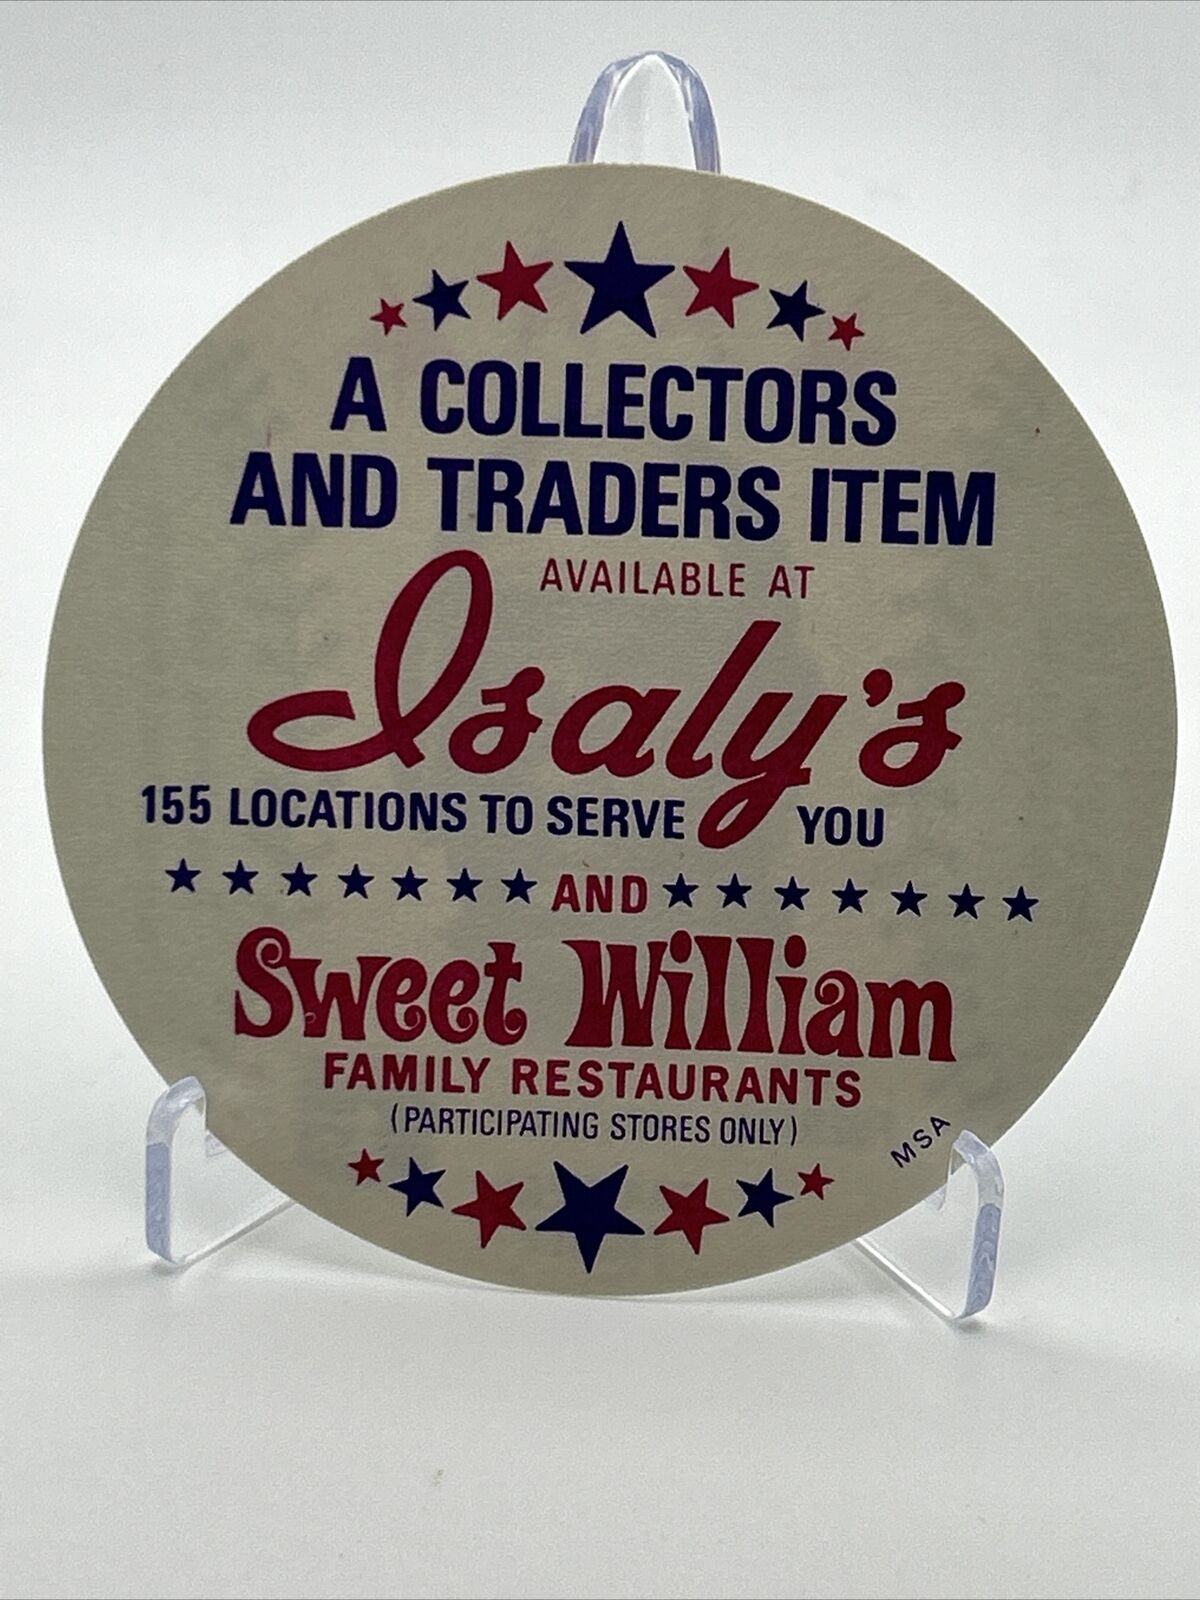 A COLLECTORS
AND TRADERS ITEM
AVAILABLE AT
Isaly's
155 LOCATIONS TO SERVE YOU
AND
Sweet William
FAMILY RESTAURANTS
(PARTICIPATING STORES ONLY)
MSA